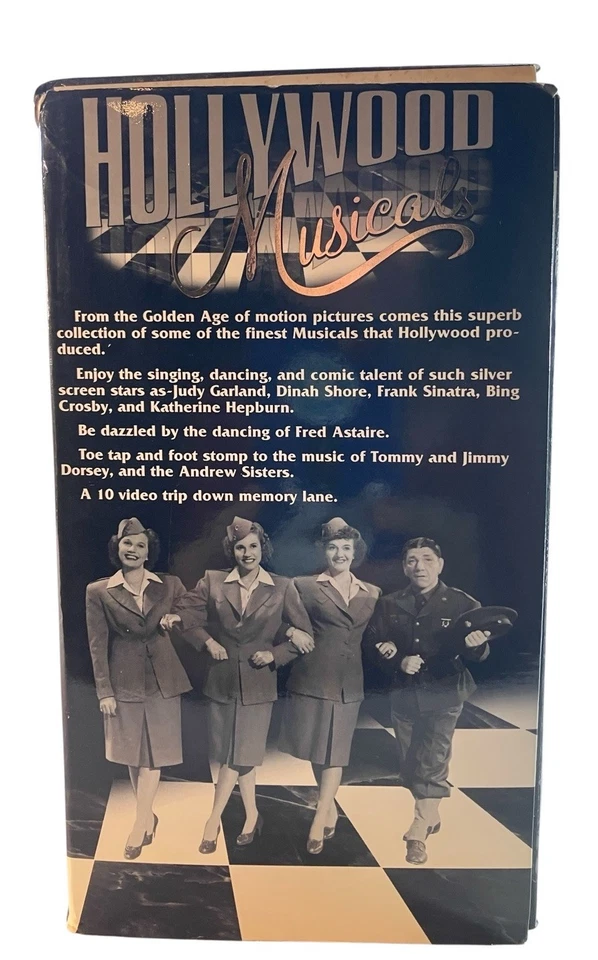 HOLLYWOOD
Musicals
From the Golden Age of motion pictures comes this superb
collection of some of the finest Musicals that Hollywood pro-
duced.
Enjoy the singing, dancing, and comic talent of such silver
screen stars as-Judy Garland, Dinah Shore, Frank Sinatra, Bing
Crosby, and Katherine Hepburn.
Be dazzled by the dancing of Fred Astaire.
Toe tap and foot stomp to the music of Tommy and Jimmy
Dorsey, and the Andrew Sisters.
A 10 video trip down memory lane.